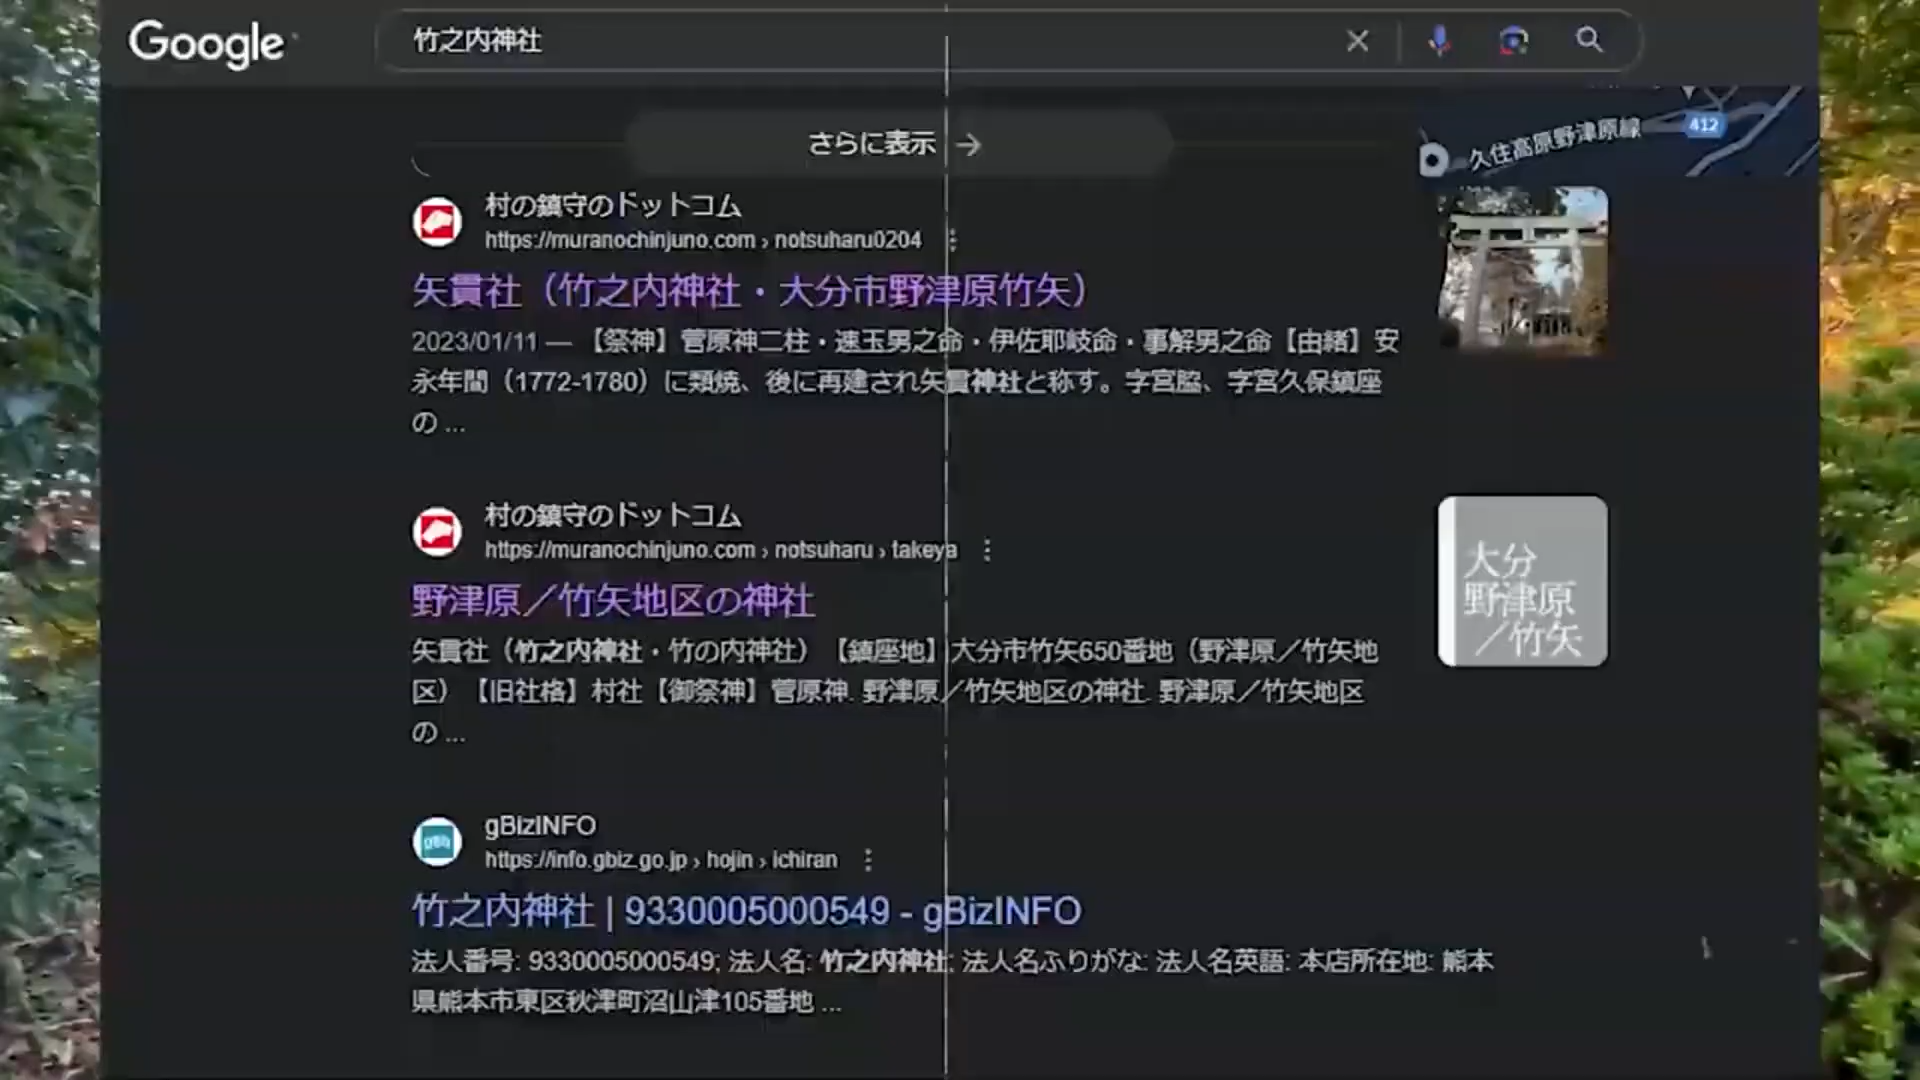 Google
竹之内神社
さらに表示 →
久住高原野津原線
412
村の鎮守のドットコム
https://muranochinjuno.com › notsuharu0204
矢貫社（竹之内神社・大分市野津原竹矢）
2023/01/11 — 【祭神】菅原神二柱・速玉男之命・伊佐耶岐命・事解男之命【由緒】安
永年間（1772-1780）に類焼、後に再建され矢貫神社と称す。字宮脇、字宮久保鎮座
の ...
村の鎮守のドットコム
https://muranochinjuno.com › notsuharu › takeya
野津原／竹矢地区の神社
大分
野津原
／竹矢
矢貫社（竹之内神社・竹の内神社）【鎮座地】大分市竹矢650番地（野津原／竹矢地
区）【旧社格】村社【御祭神】菅原神. 野津原／竹矢地区の神社. 野津原／竹矢地区
の ...
gBizINFO
https://info.gbiz.go.jp › hojin › ichiran
竹之内神社 | 9330005000549 - gBizINFO
法人番号: 9330005000549; 法人名: 竹之内神社; 法人名ふりがな: 法人名英語: 本店所在地: 熊本
県熊本市東区秋津町沼山津105番地 ...